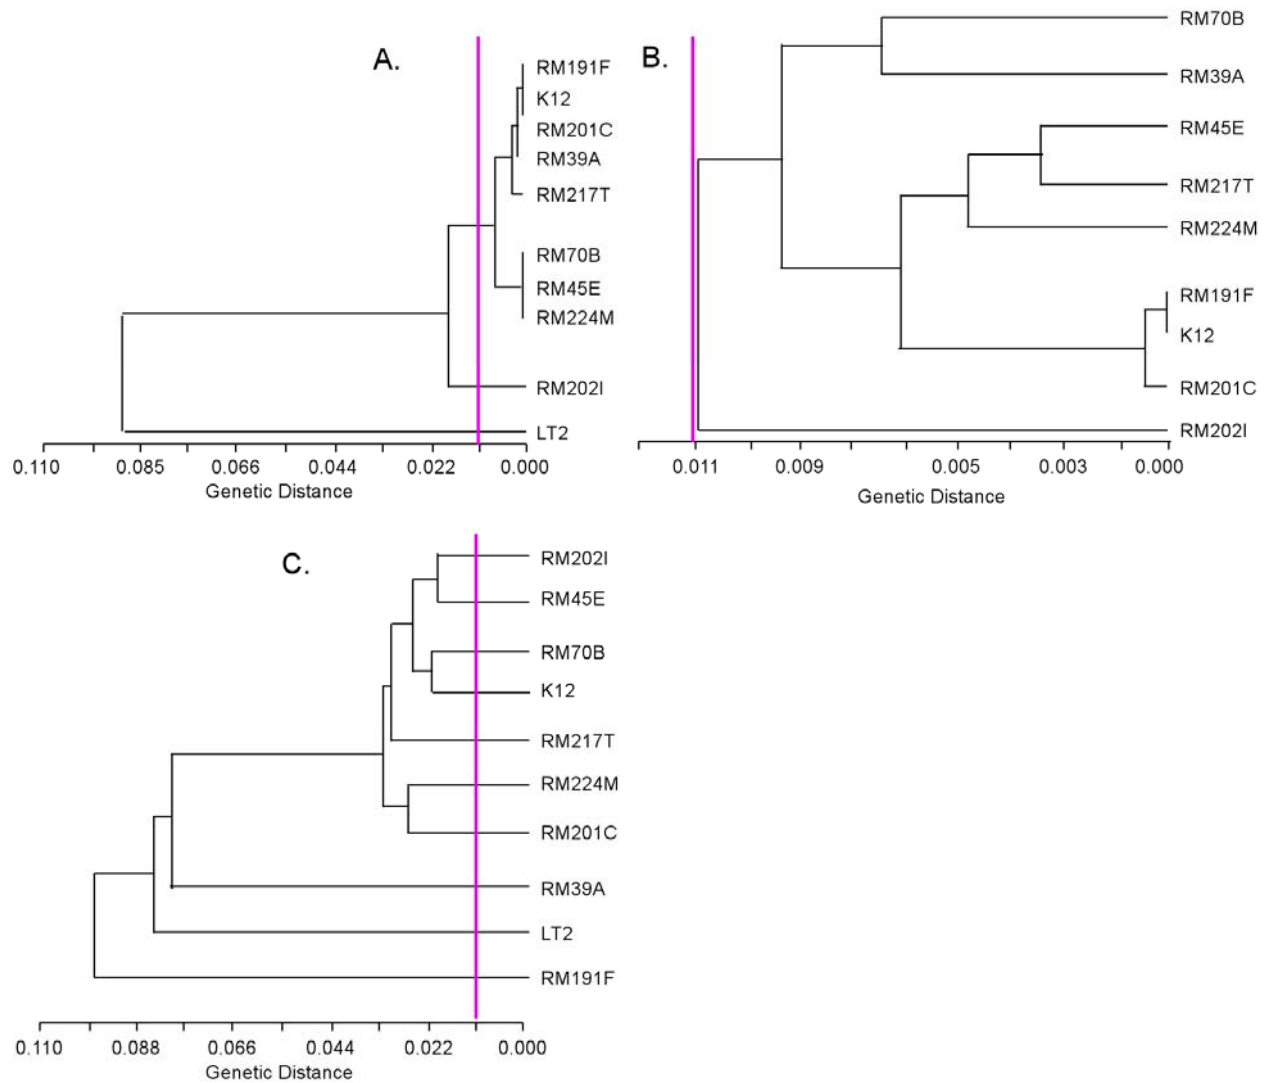 A.
RM191F
K12
RM201C
RM39A
RM217T
RM70B
RM45E
RM224M
RM202I
LT2
0.110 0.085 0.066 0.044 0.022 0.000
Genetic Distance
B.
RM70B
RM39A
RM45E
RM217T
RM224M
RM191F
K12
RM201C
RM202I
0.011 0.009 0.005 0.003 0.000
Genetic Distance
C.
RM202I
RM45E
RM70B
K12
RM217T
RM224M
RM201C
RM39A
LT2
RM191F
0.110 0.088 0.066 0.044 0.022 0.000
Genetic Distance